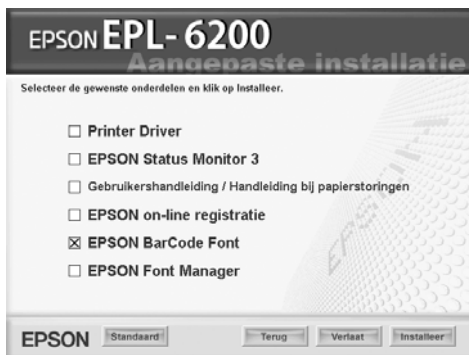 EPSON EPL-6200
Aangepaste installatie
Selecteer de gewenste onderdelen en klik op Installeer.
Printer Driver
EPSON Status Monitor 3
Gebruikershandleiding / Handleiding bij papierstoringen
EPSON on-line registratie
EPSON BarCode Font
EPSON Font Manager
EPSON Standaard Terug Verlaat Installeer